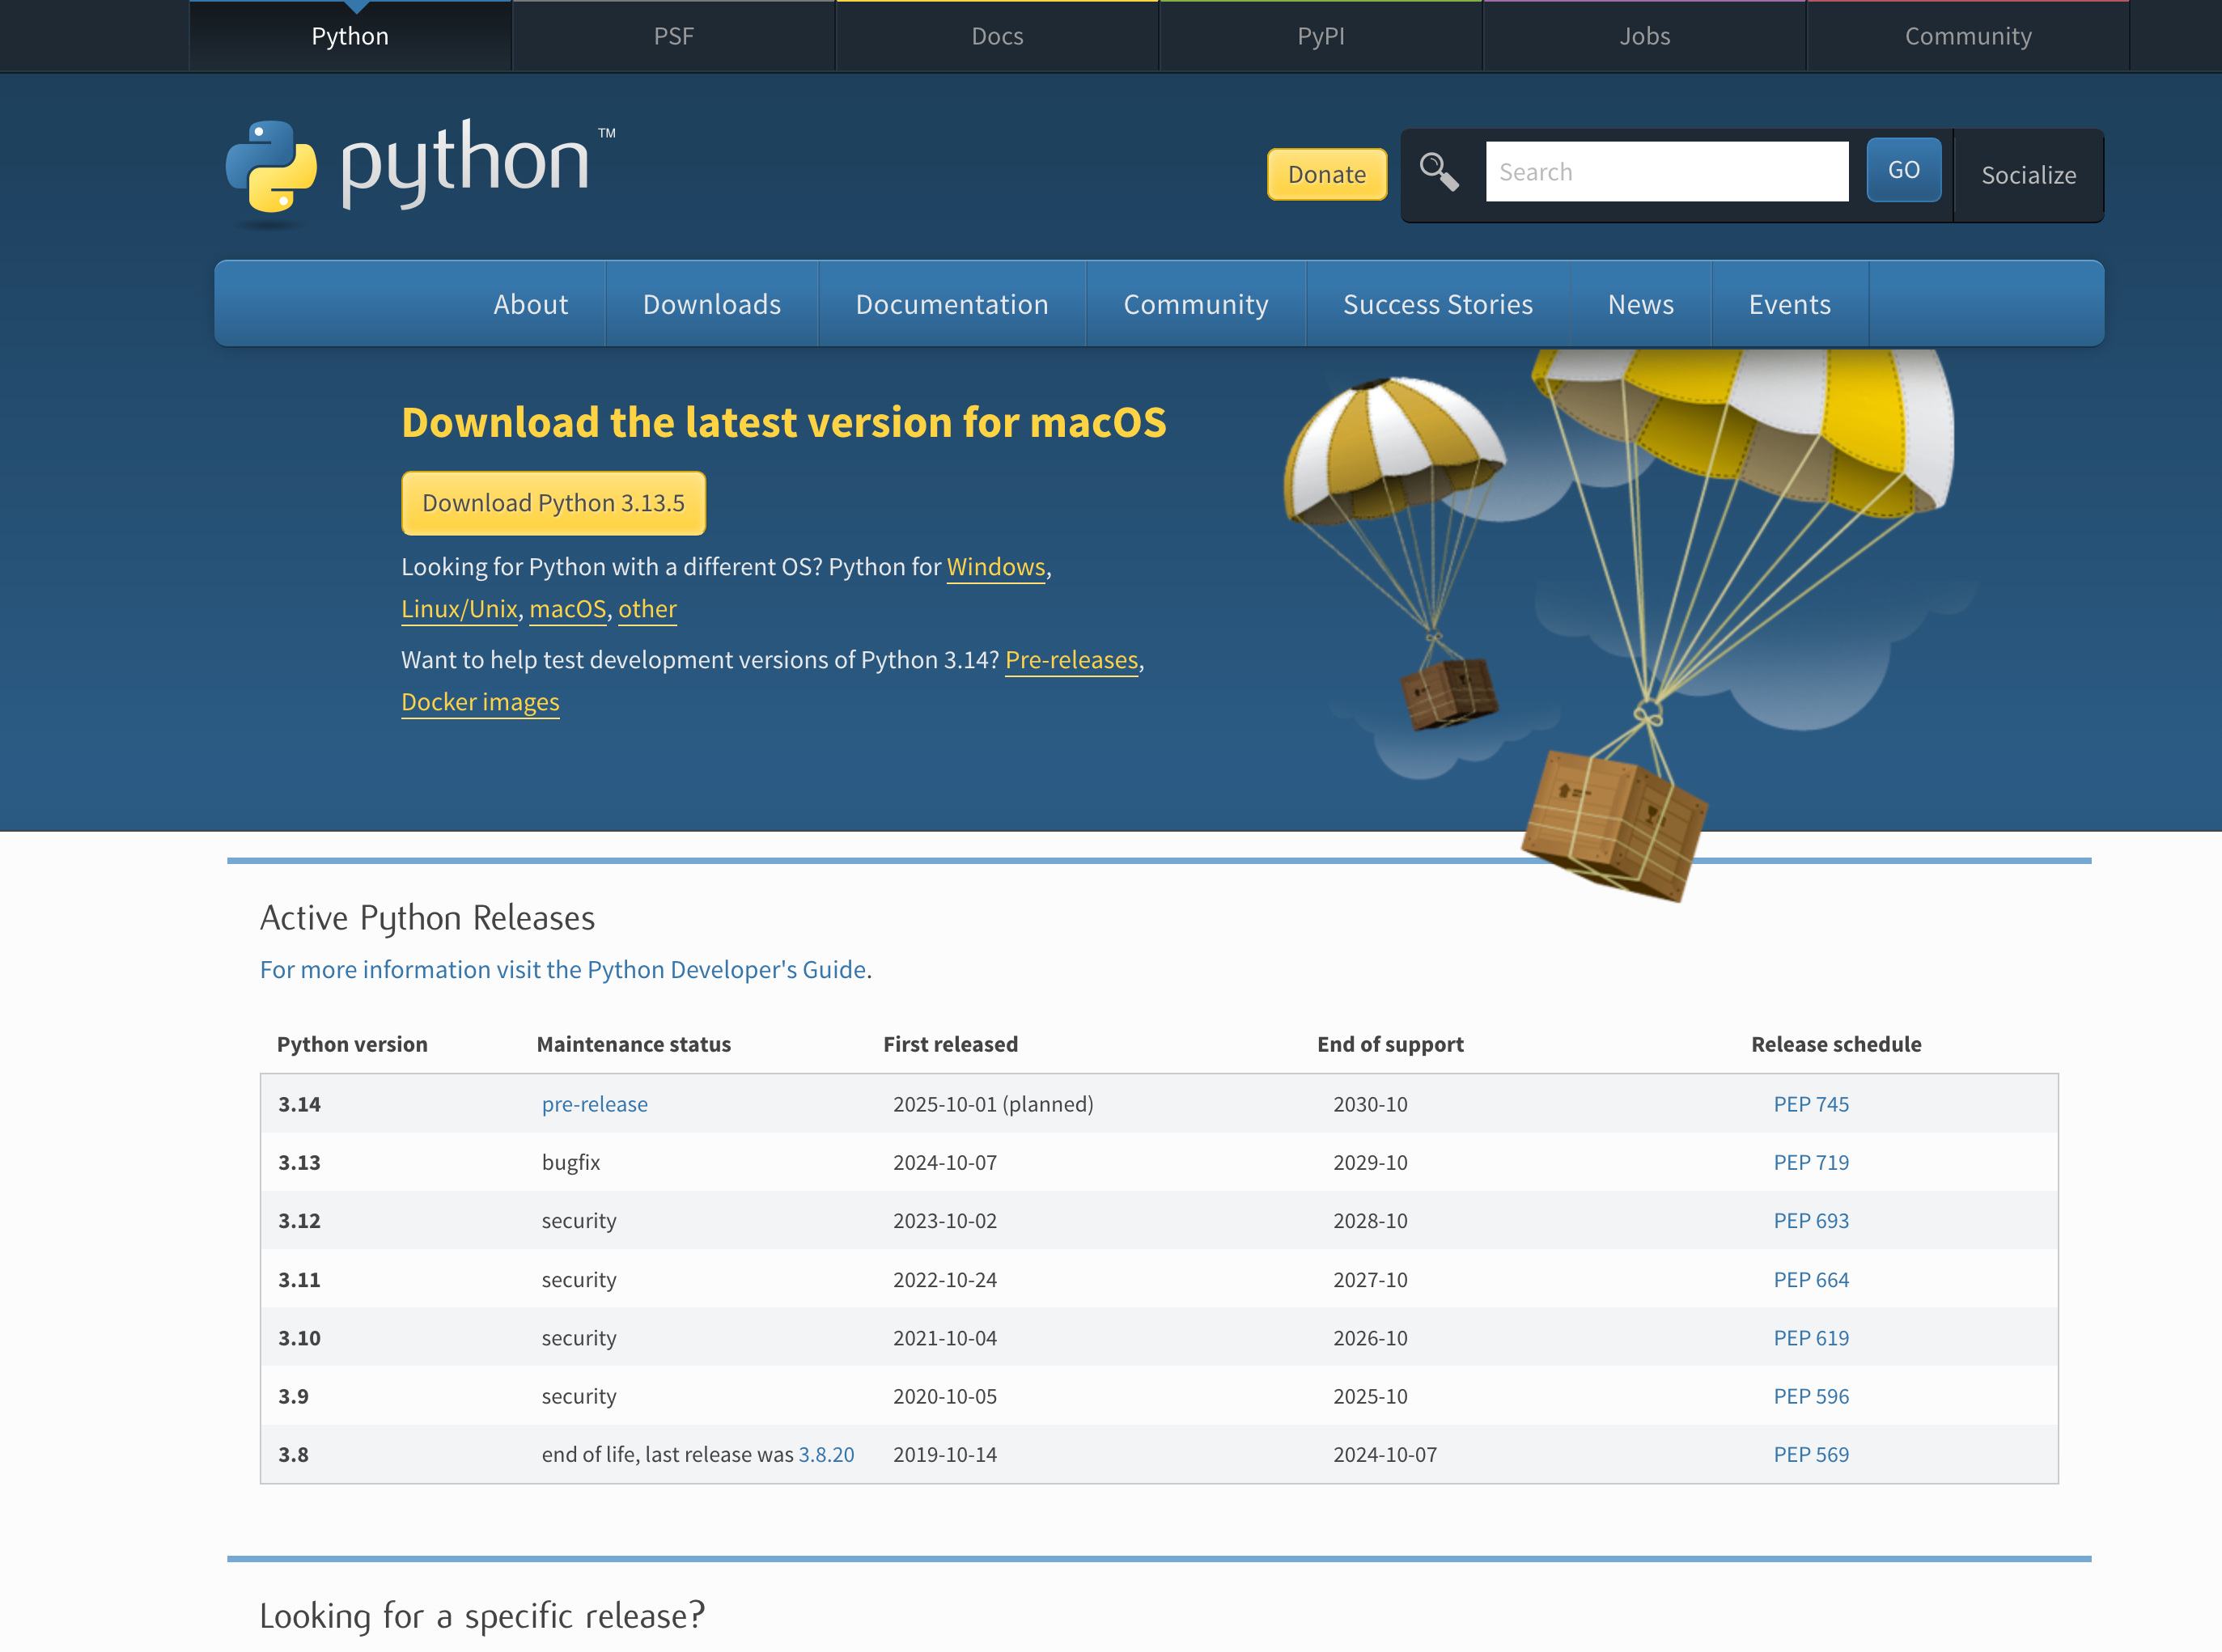 Python PSF Docs PyPI Jobs Community
python™
Donate Search GO Socialize
About Downloads Documentation Community Success Stories News Events
Download the latest version for macOS
Download Python 3.13.5
Looking for Python with a different OS? Python for Windows,
Linux/Unix, macOS, other
Want to help test development versions of Python 3.14? Pre-releases,
Docker images
Active Python Releases
For more information visit the Python Developer's Guide.
Python version Maintenance status First released End of support Release schedule
3.14 pre-release 2025-10-01 (planned) 2030-10 PEP 745
3.13 bugfix 2024-10-07 2029-10 PEP 719
3.12 security 2023-10-02 2028-10 PEP 693
3.11 security 2022-10-24 2027-10 PEP 664
3.10 security 2021-10-04 2026-10 PEP 619
3.9 security 2020-10-05 2025-10 PEP 596
3.8 end of life, last release was 3.8.20 2019-10-14 2024-10-07 PEP 569
Looking for a specific release?